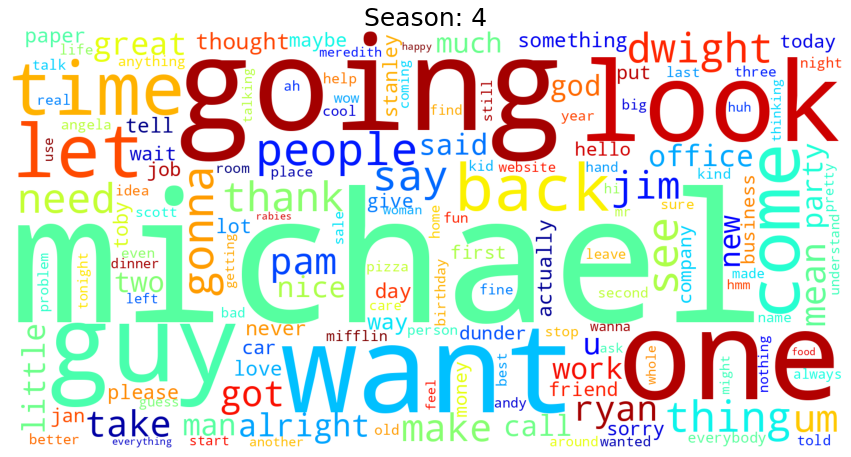 Season: 4
paper
life
great
thought
maybe
meredith
happy
much
something
dwight
today
talk
anything
time
going
look
real
talking
ah
help
wow
cool
stanley
coming
find
still
god
year
put
big
last
three
huh
night
thinking
let
use
angela
tell
wait
job
people
room
place
said
say
kid
website
hello
hand
office
kind
idea
need
scott
toby
gonna
thank
rabies
lot
give
woman
sale
back
hi
mr
jim
sure
fun
home
new
business
come
party
mean
pretty
understand
michael
even
dinner
two
left
problem
tonight
getting
pam
nice
pizza
care
day
first
fine
birthday
actually
leave
second
see
company
made
hmm
name
bad
guy
never
mifflin
way
person
dunder
stop
wanna
want
one
u
ask
little
car
love
please
guess
got
feel
money
best
andy
work
friend
whole
might
nothing
food
always
jan
better
take
everything
man
start
alright
another
old
make
call
around
ryan
sorry
wanted
thing
everybody
um
told